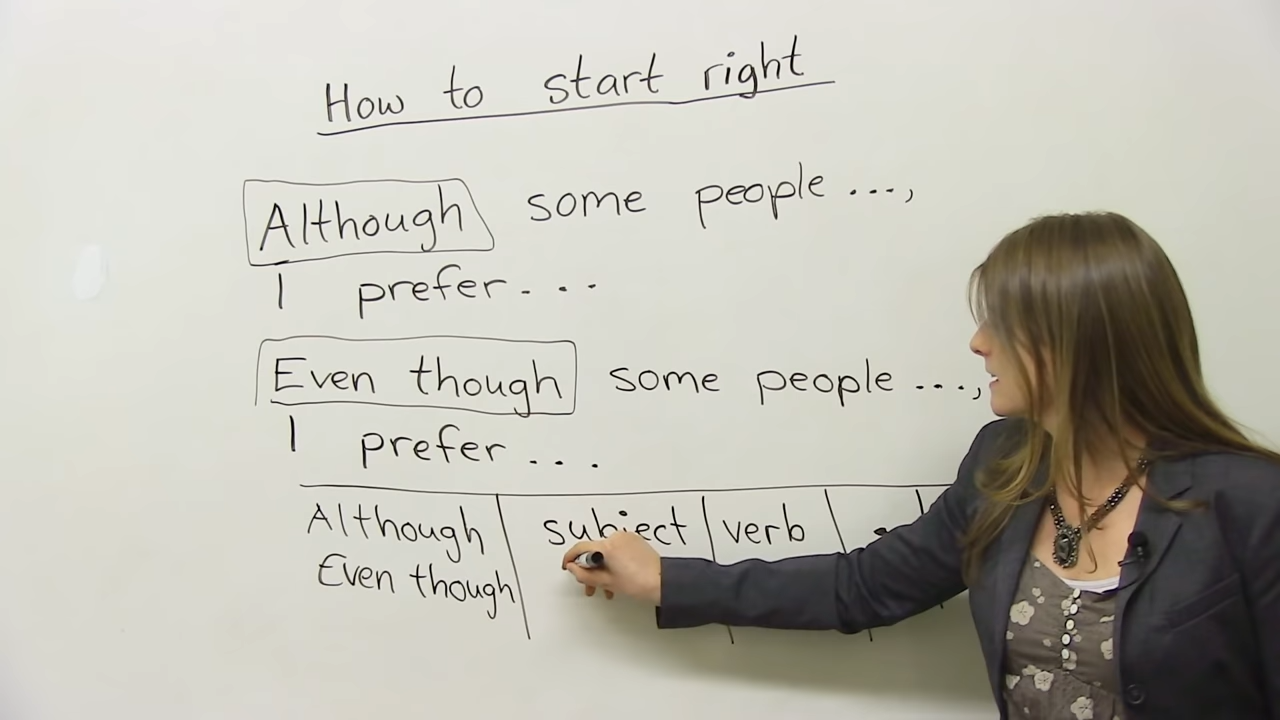 How to start right
Although some people ...,
I prefer...
Even though some people ...,
I prefer...
Although subject verb
Even though